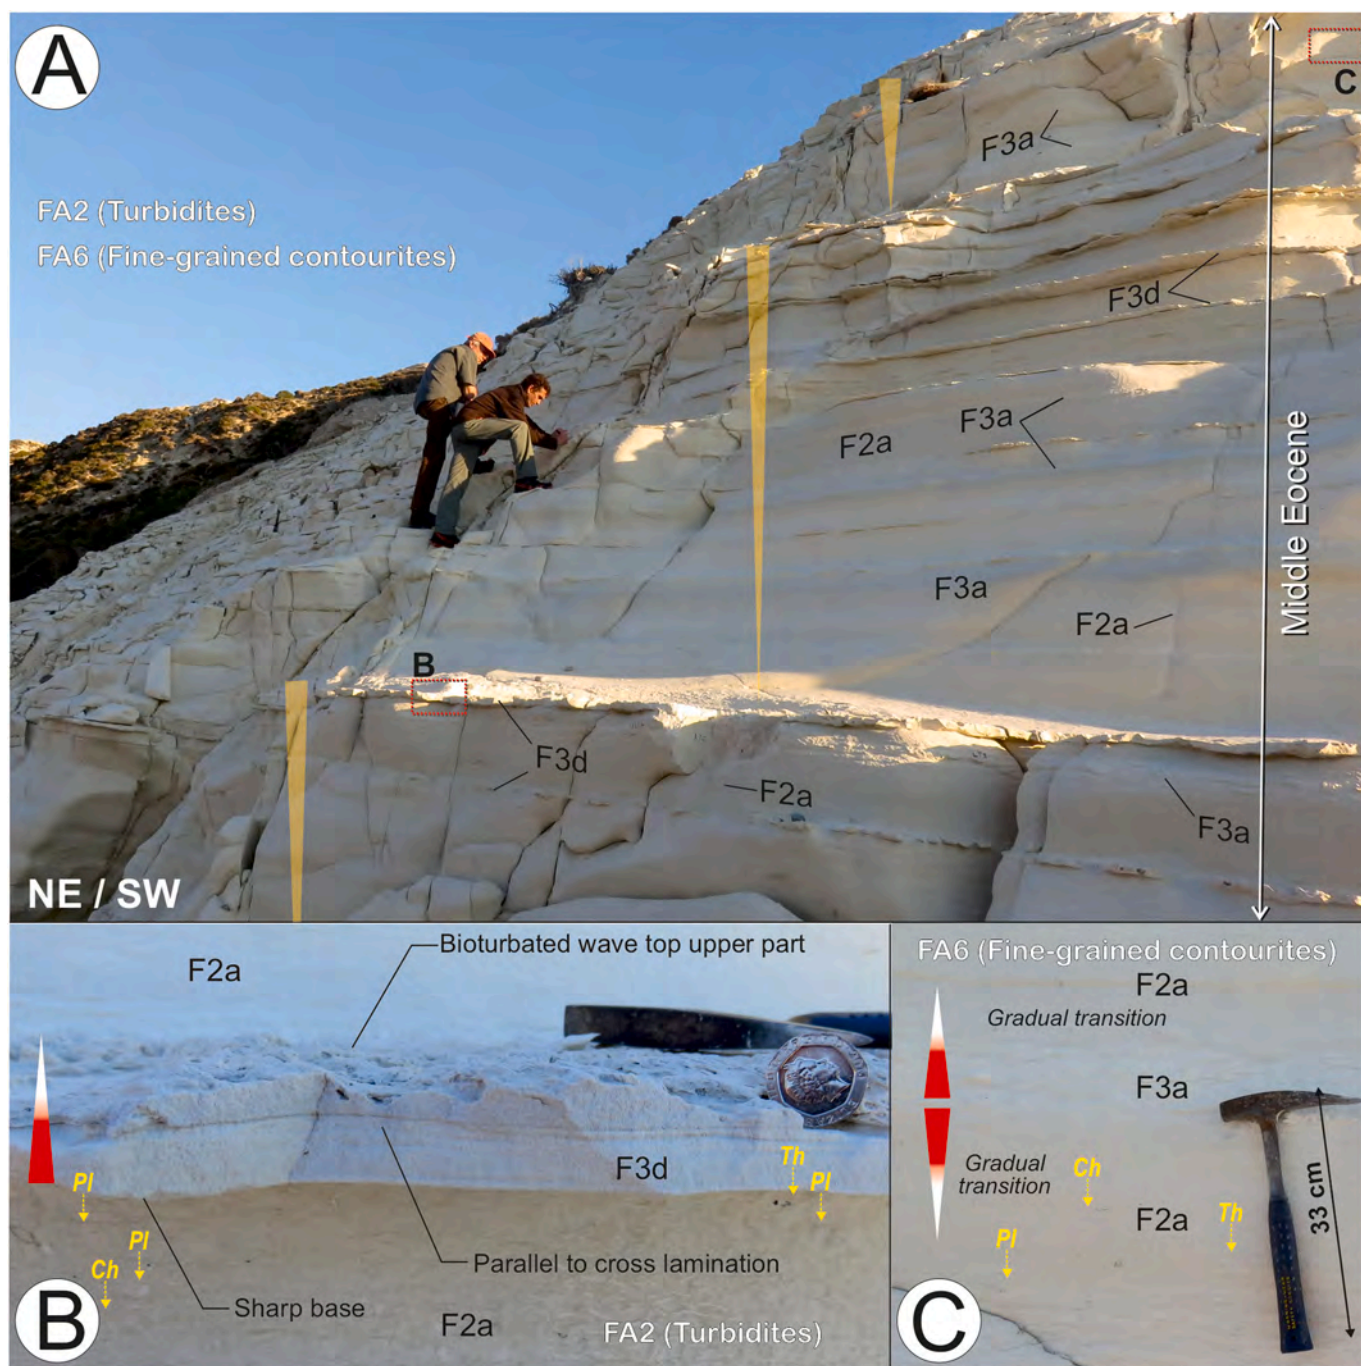 A
C
F3a
FA2 (Turbidites)
FA6 (Fine-grained contourites)
F3d
F3a
F2a
Middle Eocene
F3a
F2a
B
F3d
F2a
F3a
NE / SW
Bioturbated wave top upper part
F2a
F3d
Th
Pl
Pl
Pl
Ch
Parallel to cross lamination
Sharp base
F2a
FA2 (Turbidites)
B
FA6 (Fine-grained contourites)
F2a
Gradual transition
F3a
Gradual
transition
Ch
F2a
Th
Pl
33 cm
C